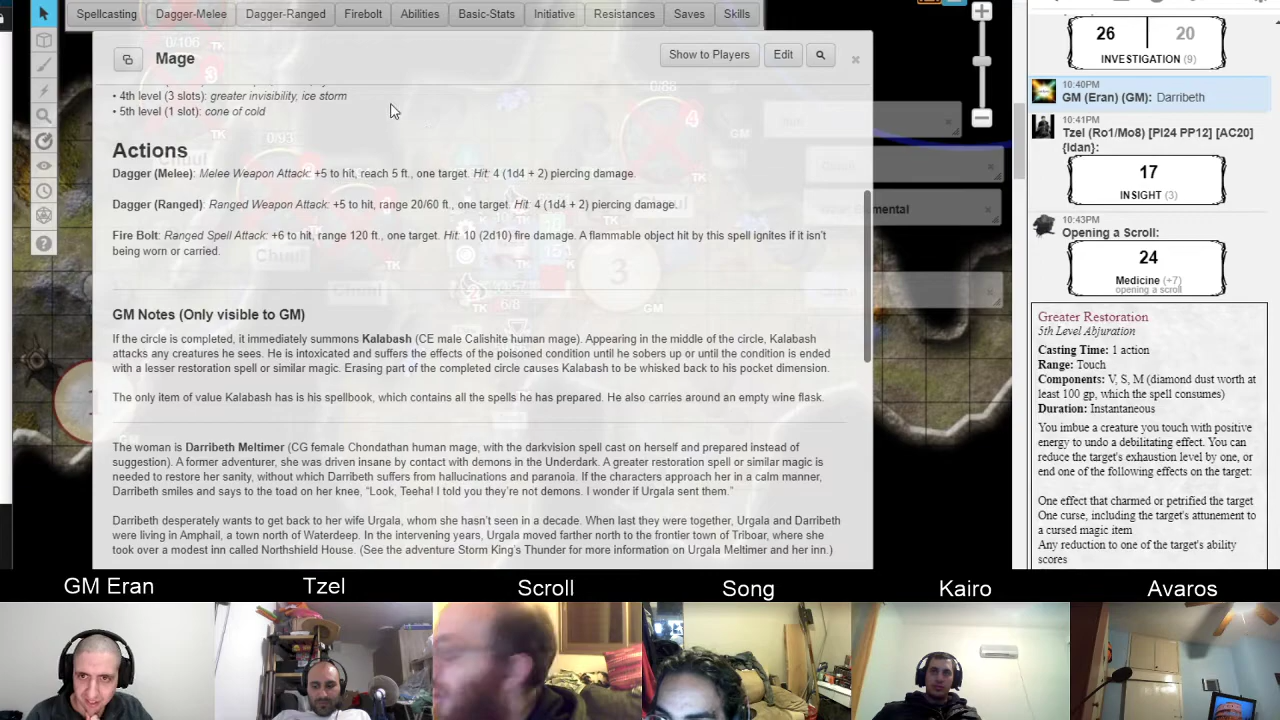 Spellcasting Dagger-Melee Dagger-Ranged Firebolt Abilities Basic-Stats Initiative Resistances Saves Skills
Mage
Show to Players Edit
• 4th level (3 slots): greater invisibility, ice storm
• 5th level (1 slot): cone of cold
Actions
Dagger (Melee): Melee Weapon Attack: +5 to hit, reach 5 ft., one target. Hit: 4 (1d4 + 2) piercing damage.
Dagger (Ranged): Ranged Weapon Attack: +5 to hit, range 20/60 ft., one target. Hit: 4 (1d4 + 2) piercing damage.
Fire Bolt: Ranged Spell Attack: +6 to hit, range 120 ft., one target. Hit: 10 (2d10) fire damage. A flammable object hit by this spell ignites if it isn't
being worn or carried.
GM Notes (Only visible to GM)
If the circle is completed, it immediately summons Kalabash (CE male Calishite human mage). Appearing in the middle of the circle, Kalabash
attacks any creatures he sees. He is intoxicated and suffers the effects of the poisoned condition until he sobers up or until the condition is ended
with a lesser restoration spell or similar magic. Erasing part of the completed circle causes Kalabash to be whisked back to his pocket dimension.
The only item of value Kalabash has is his spellbook, which contains all the spells he has prepared. He also carries around an empty wine flask.
The woman is Darribeth Meltimer (CG female Chondathan human mage, with the darkvision spell cast on herself and prepared instead of
suggestion). A former adventurer, she was driven insane by contact with demons in the Underdark. A greater restoration spell or similar magic is
needed to restore her sanity, without which Darribeth suffers from hallucinations and paranoia. If the characters approach her in a calm manner,
Darribeth smiles and says to the toad on her knee, “Look, Teeha! I told you they're not demons. I wonder if Urgala sent them.”
Darribeth desperately wants to get back to her wife Urgala, whom she hasn't seen in a decade. When last they were together, Urgala and Darribeth
were living in Amphail, a town north of Waterdeep. In the intervening years, Urgala moved farther north to the frontier town of Triboar, where she
took over a modest inn called Northshield House. (See the adventure Storm King's Thunder for more information on Urgala Meltimer and her inn.)
26 20
INVESTIGATION (9)
10:40PM
GM (Eran) (GM): Darribeth
10:41PM
Tzel (Ro1/Mo8) [PI24 PP12] [AC20]
{Idan}:
17
INSIGHT (3)
10:43PM
Opening a Scroll:
24
Medicine (+7)
opening a scroll
Greater Restoration
5th Level Abjuration
Casting Time: 1 action
Range: Touch
Components: V, S, M (diamond dust worth at
least 100 gp, which the spell consumes)
Duration: Instantaneous
You imbue a creature you touch with positive
energy to undo a debilitating effect. You can
reduce the target's exhaustion level by one, or
end one of the following effects on the target:
One effect that charmed or petrified the target
One curse, including the target's attunement to
a cursed magic item
Any reduction to one of the target's ability
scores
GM Eran Tzel Scroll Song Kairo Avaros